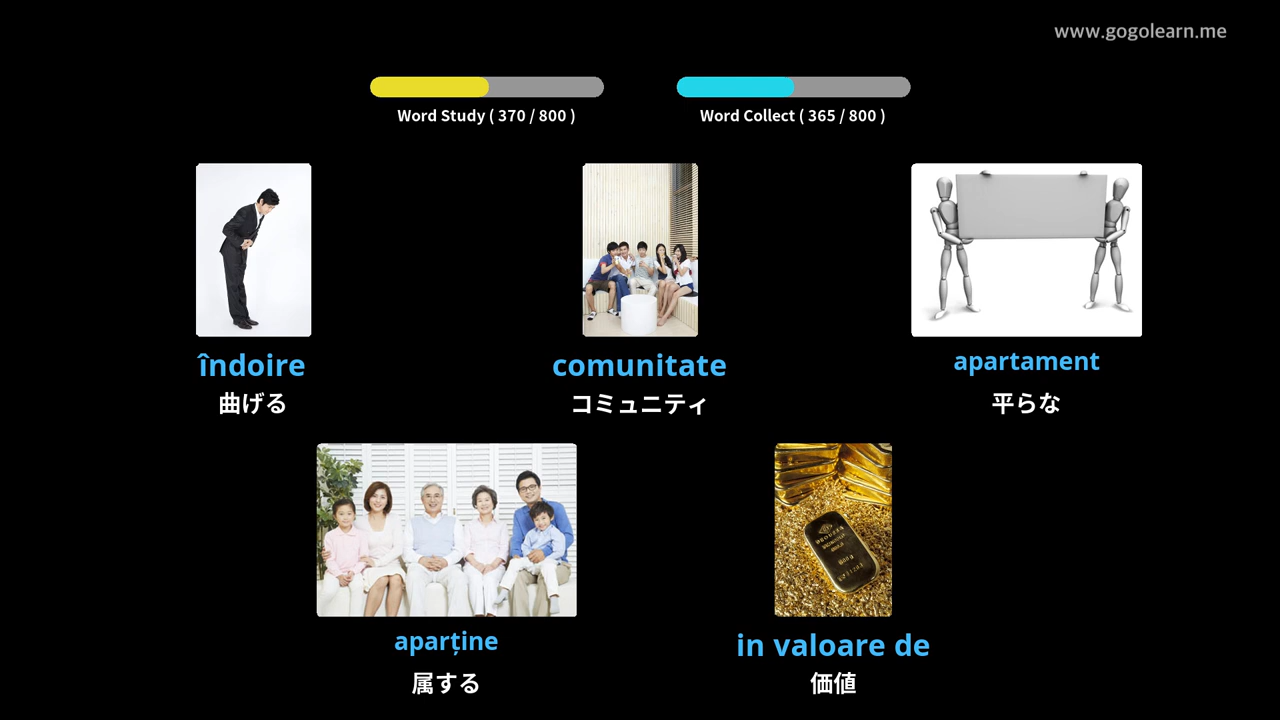 www.gogolearn.me
Word Study ( 370 / 800 )
Word Collect ( 365 / 800 )
îndoire
comunitate
apartament
曲げる
コミュニティ
平らな
aparține
in valoare de
属する
価値